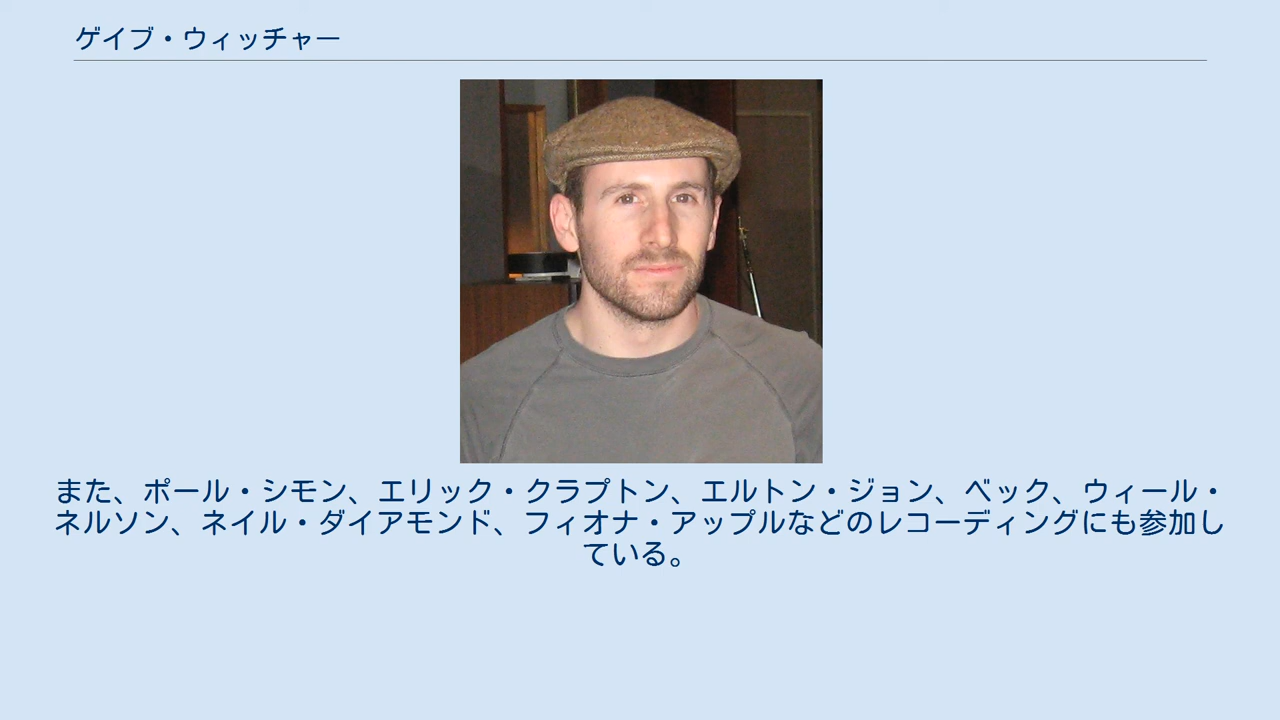 ゲイブ・ウィッチャー
また、ポール・シモン、エリック・クラプトン、エルトン・ジョン、ベック、ウィール・
ネルソン、ネイル・ダイアモンド、フィオナ・アップルなどのレコーディングにも参加し
ている。